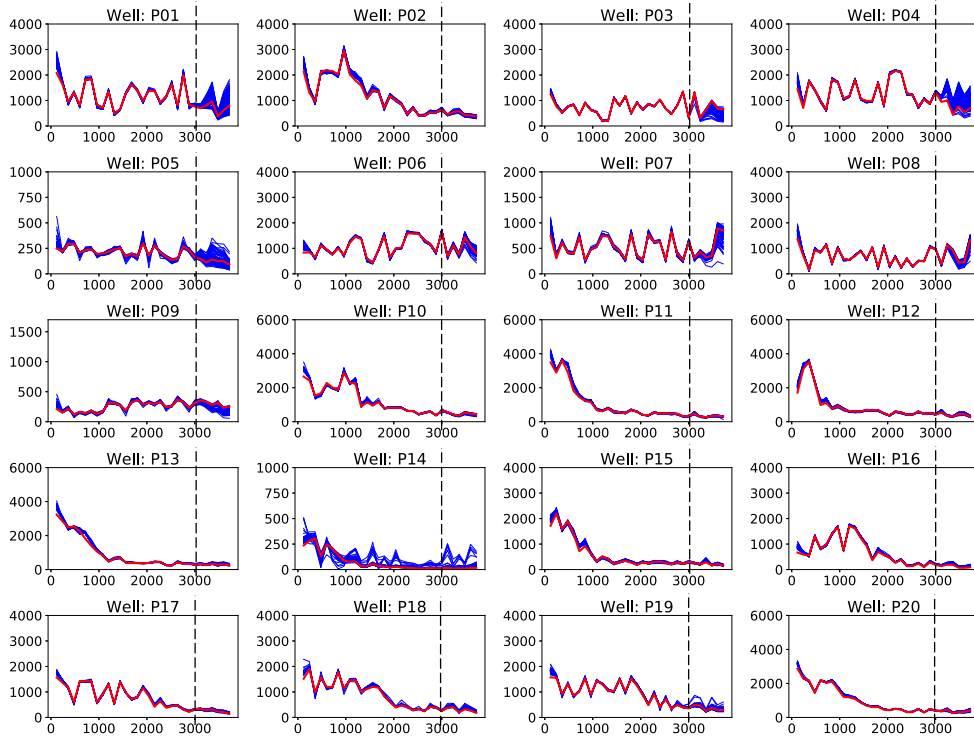 Well: P01 Well: P02 Well: P03 Well: P04
4000 4000 4000 4000
3000 3000 3000 3000
2000 2000 2000 2000
1000 1000 1000 1000
0 0 0 0
0 1000 2000 3000 0 1000 2000 3000 0 1000 2000 3000 0 1000 2000 3000
Well: P05 Well: P06 Well: P07 Well: P08
1000 4000 2000 4000
750 3000 1500 3000
500 2000 1000 2000
250 1000 500 1000
0 0 0 0
0 1000 2000 3000 0 1000 2000 3000 0 1000 2000 3000 0 1000 2000 3000
Well: P09 Well: P10 Well: P11 Well: P12
6000 6000 6000
1500
4000 4000 4000
1000
500 2000 2000 2000
0 0 0 0
0 1000 2000 3000 0 1000 2000 3000 0 1000 2000 3000 0 1000 2000 3000
Well: P13 Well: P14 Well: P15 Well: P16
6000 1000 4000 4000
750 3000 3000
4000
500 2000 2000
2000
250 1000 1000
0 0 0 0
0 1000 2000 3000 0 1000 2000 3000 0 1000 2000 3000 0 1000 2000 3000
Well: P17 Well: P18 Well: P19 Well: P20
4000 4000 4000 6000
3000 3000 3000
4000
2000 2000 2000
2000
1000 1000 1000
0 0 0 0
0 1000 2000 3000 0 1000 2000 3000 0 1000 2000 3000 0 1000 2000 3000